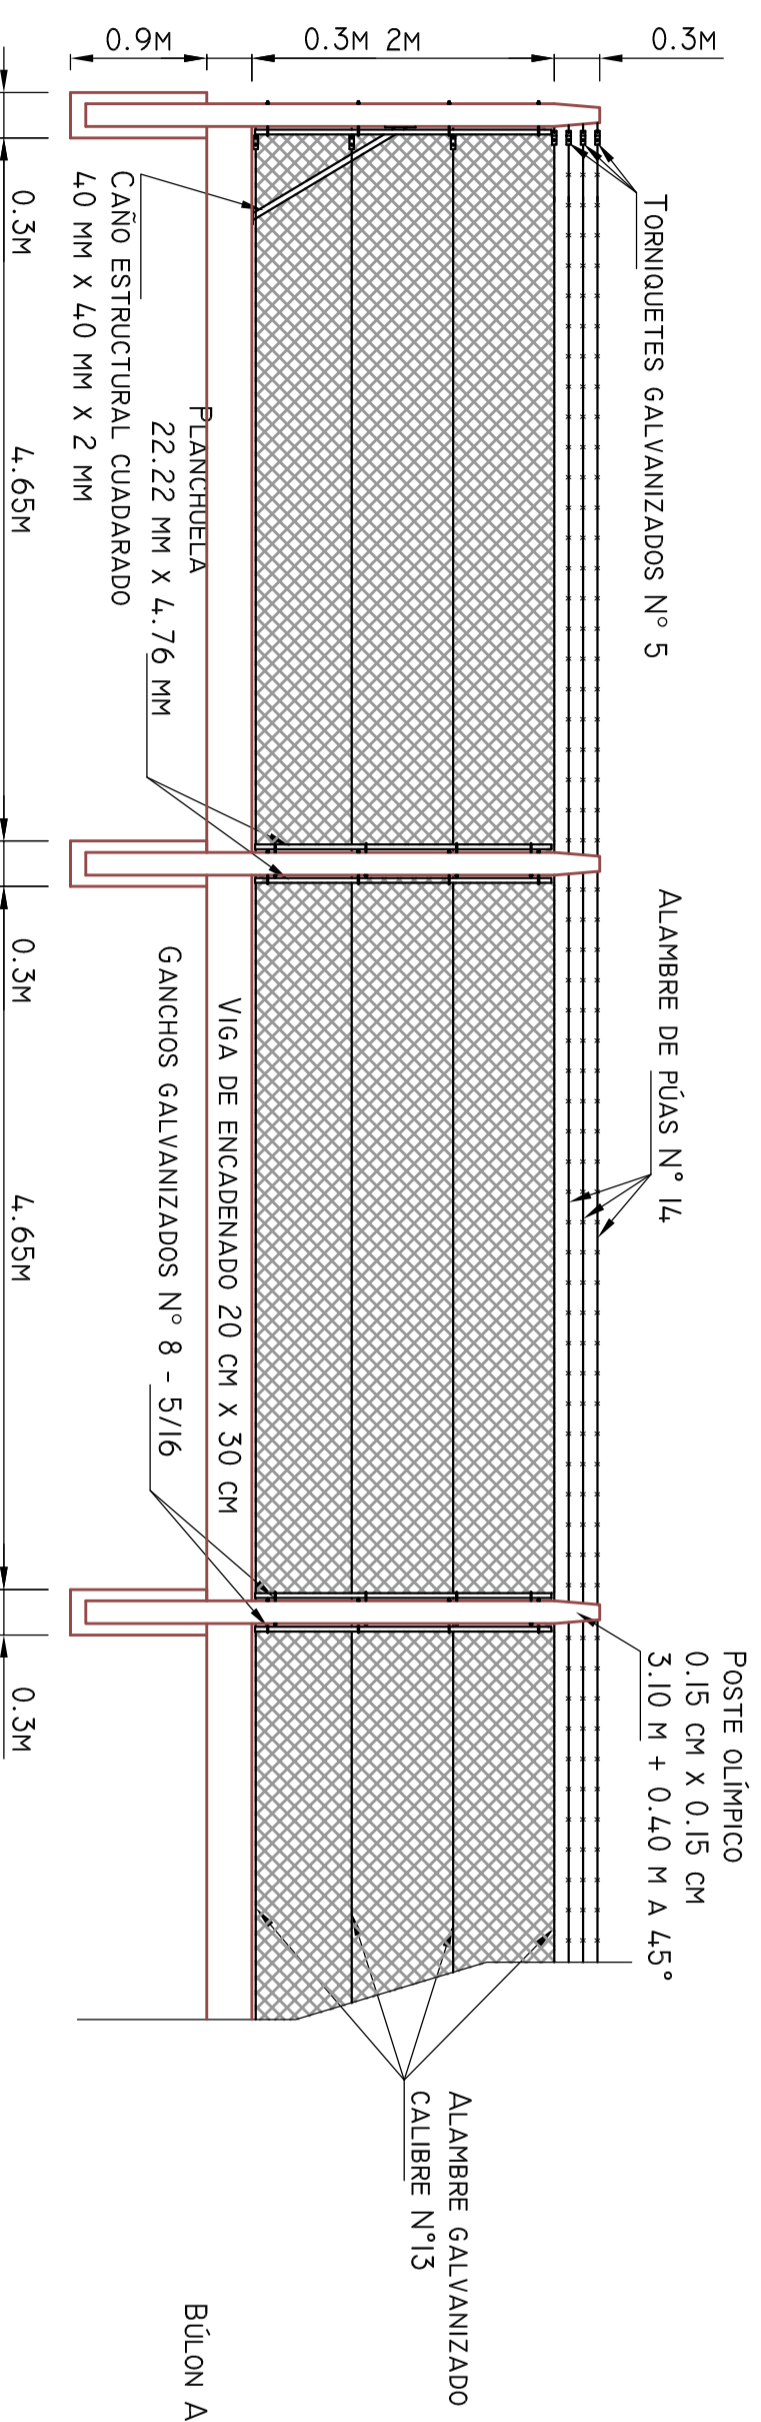 0.3M
2M
0.3M
0.9M
TORNIQUETES GALVANIZADOS N° 5
ALAMBRE DE PÚAS N° 14
POSTE OLÍMPICO
0.15 CM X 0.15 CM
3.10 M + 0.40 M A 45°
ALAMBRE GALVANIZADO
CALIBRE N°13
VIGA DE ENCADENADO 20 CM X 30 CM
GANCHOS GALVANIZADOS N° 8 - 5/16
PLANCHUELA
22.22 MM X 4.76 MM
CAÑO ESTRUCTURAL CUADARADO
40 MM X 40 MM X 2 MM
BÚLON A
0.3M
4.65M
0.3M
4.65M
0.3M